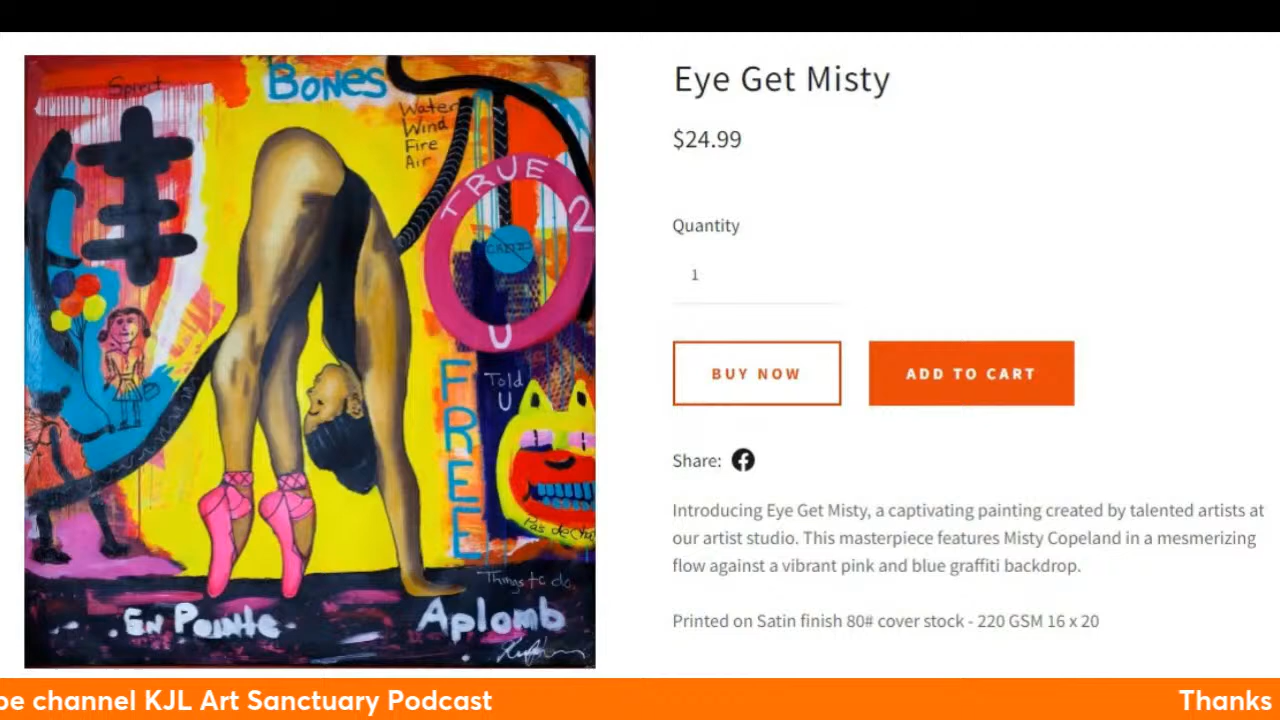 Spirit
BONES
Water
Wind
Fire
Air
TRUE 2
U
FREE
Told
U
Pas de Cha
Things to do
EN Pointe
Aplomb
Eye Get Misty
$24.99
Quantity
1
BUY NOW
ADD TO CART
Share:
Introducing Eye Get Misty, a captivating painting created by talented artists at
our artist studio. This masterpiece features Misty Copeland in a mesmerizing
flow against a vibrant pink and blue graffiti backdrop.
Printed on Satin finish 80# cover stock - 220 GSM 16 x 20
be channel KJL Art Sanctuary Podcast
Thanks